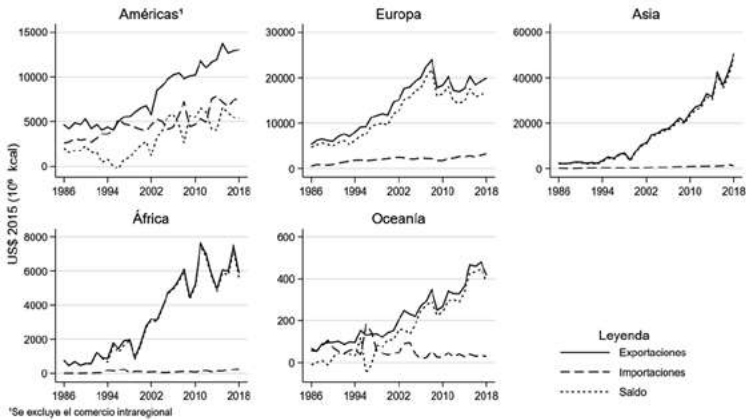 Américas¹
15000
10000
5000
0
1986 1994 2002 2010 2018
Europa
30000
20000
10000
0
1986 1994 2002 2010 2018
Asia
60000
40000
20000
0
1986 1994 2002 2010 2018
US$ 2015 (10⁶ kcal)
África
8000
6000
4000
2000
0
1986 1994 2002 2010 2018
Oceanía
600
400
200
0
1986 1994 2002 2010 2018
Leyenda
Exportaciones
Importaciones
Saldo
¹Se excluye el comercio intraregional